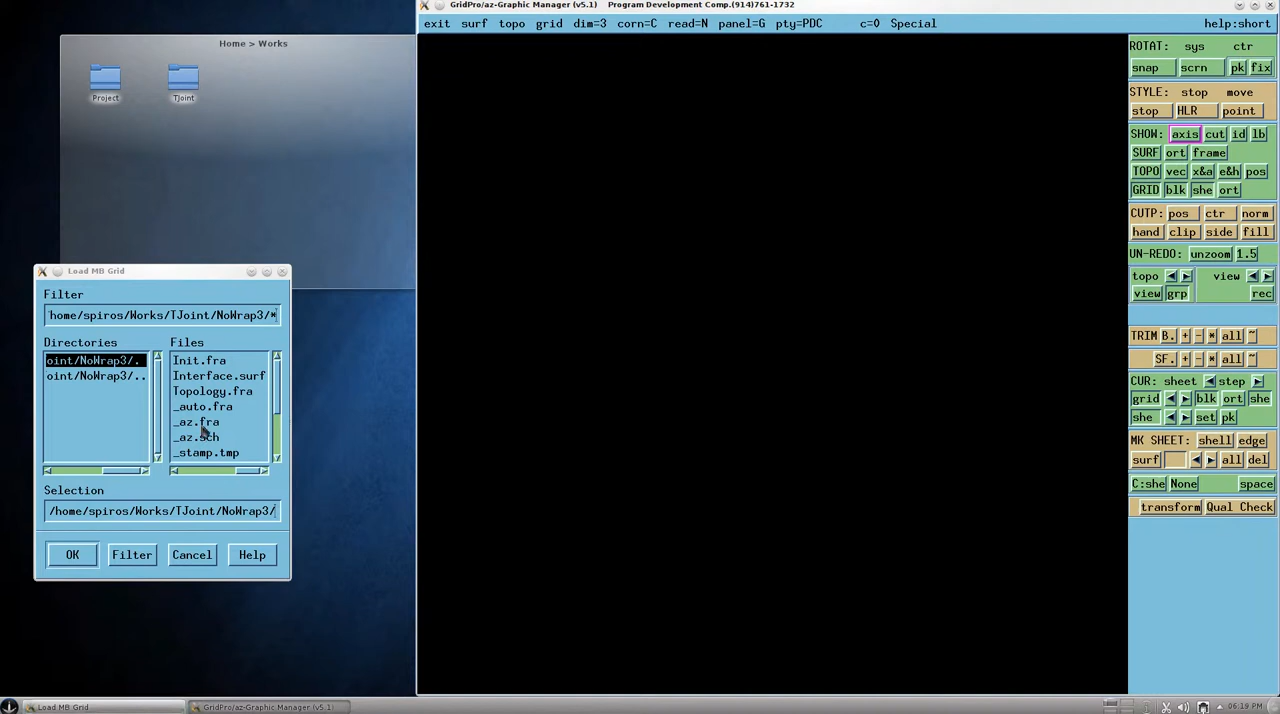 GridPro/az-Graphic Manager (v5.1) Program Development Comp.(914)761-1732
exit surf topo grid dim=3 corn=C read=N panel=G pty=PDC c=0 Special help:short
Home > Works
Project TJoint
ROTAT: sys ctr
snap scrn pk fix
STYLE: stop move
stop HLR point
SHOW: axis cut id lb
SURF ort frame
TOPO vec x&a e&h pos
GRID blk she ort
CUTP: pos ctr norm
hand clip side fill
UN-REDO: unzoom 1.5
topo view
view grp rec
TRIM B. + - * all ~
SF. + - * all ~
CUR: sheet step
grid blk ort she
she set pk
MK SHEET: shell edge
surf all del
C:she None space
transform Qual Check
Load MB Grid
Filter
home/spiros/Works/TJoint/NoWrap3/*
Directories Files
oint/NoWrap3/.
oint/NoWrap3/..
Init.fra
Interface.surf
Topology.fra
_auto.fra
_az.fra
_az.sch
_stamp.tmp
Selection
/home/spiros/Works/TJoint/NoWrap3/
OK Filter Cancel Help
Load MB Grid GridPro/az-Graphic Manager (v5.1) 06:19 PM